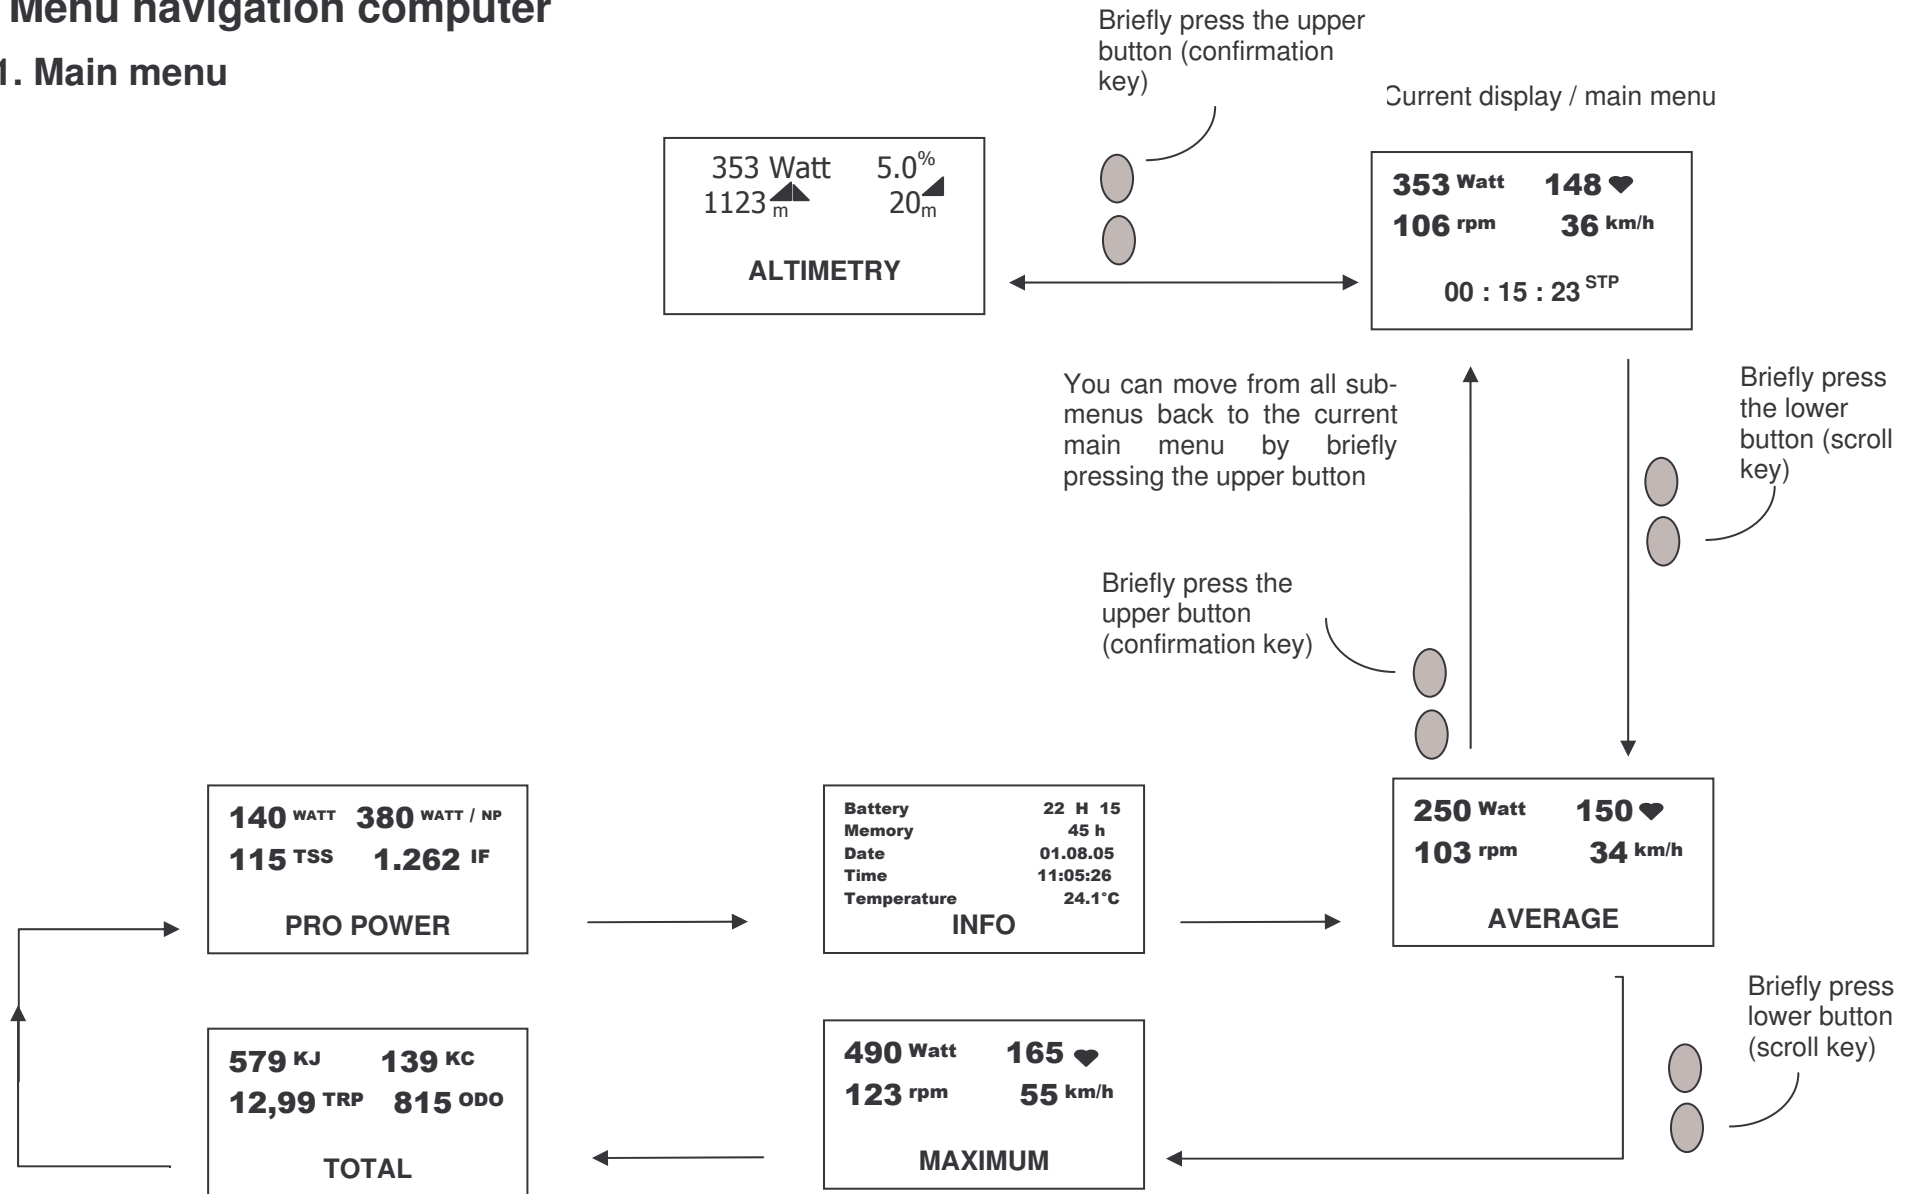 Menu navigation computer
1. Main menu
Briefly press the upper
button (confirmation
key)
Current display / main menu
353 Watt 5.0%
1123 m 20m
ALTIMETRY
353 Watt 148
106 rpm 36 km/h
00 : 15 : 23 STP
You can move from all sub-
menus back to the current
main menu by briefly
pressing the upper button
Briefly press
the lower
button (scroll
key)
Briefly press the
upper button
(confirmation key)
140 WATT 380 WATT / NP
115 TSS 1.262 IF
PRO POWER
Battery 22 H 15
Memory 45 h
Date 01.08.05
Time 11:05:26
Temperature 24.1°C
INFO
250 Watt 150
103 rpm 34 km/h
AVERAGE
Briefly press
lower button
(scroll key)
579 KJ 139 KC
12,99 TRP 815 ODO
TOTAL
490 Watt 165
123 rpm 55 km/h
MAXIMUM